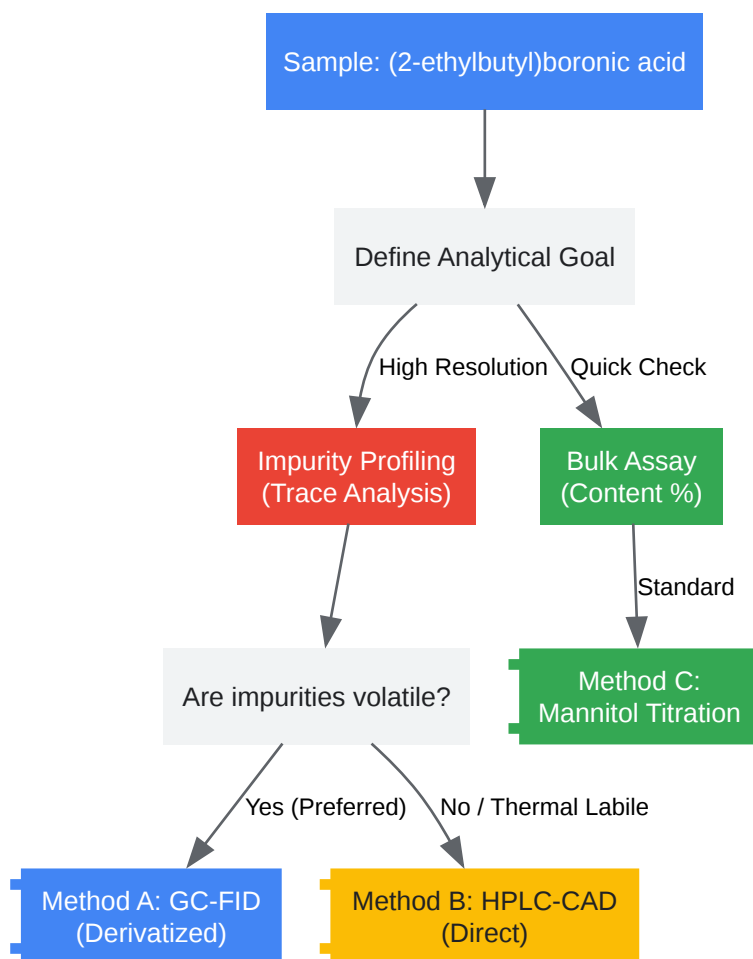 Sample: (2-ethylbutyl)boronic acid
Define Analytical Goal
High Resolution
Quick Check
Impurity Profiling
(Trace Analysis)
Bulk Assay
(Content %)
Standard
Are impurities volatile?
Method C:
Mannitol Titration
Yes (Preferred)
No / Thermal Labile
Method A: GC-FID
(Derivatized)
Method B: HPLC-CAD
(Direct)